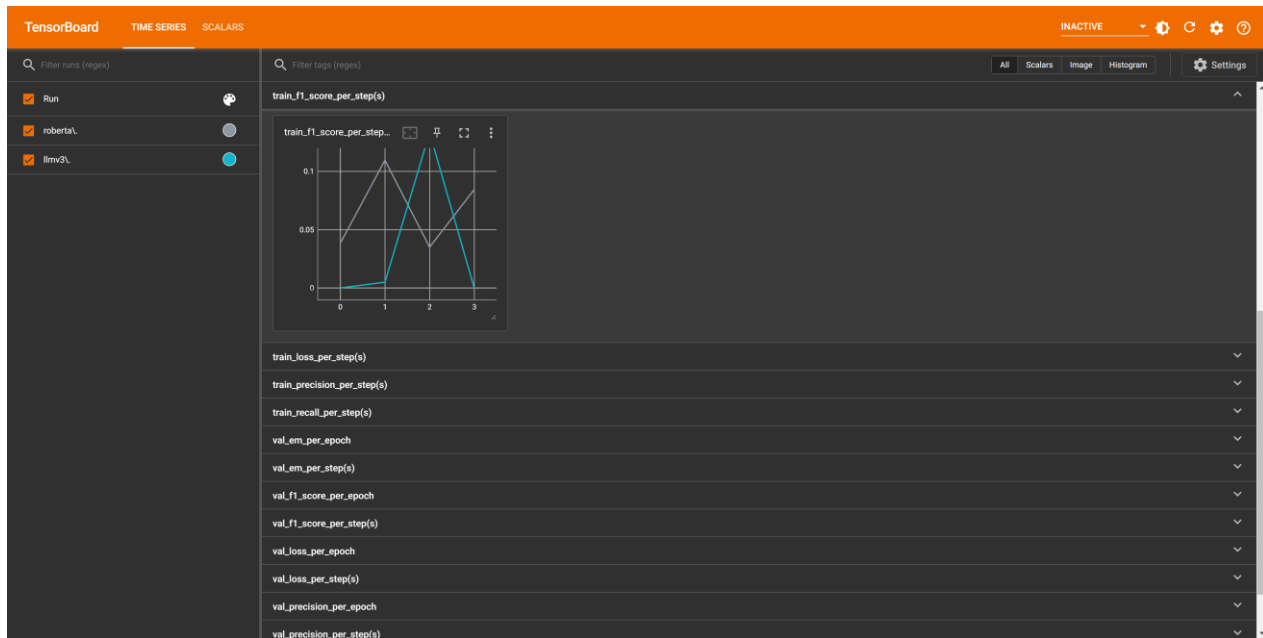 TensorBoard TIME SERIES SCALARS INACTIVE
Filter runs (regex)
Run
roberta\.
llmv3\.
Filter tags (regex) All Scalars Image Histogram Settings
train_f1_score_per_step(s)
train_f1_score_per_step...
0.1
0.05
0
0 1 2 3
train_loss_per_step(s)
train_precision_per_step(s)
train_recall_per_step(s)
val_em_per_epoch
val_em_per_step(s)
val_f1_score_per_epoch
val_f1_score_per_step(s)
val_loss_per_epoch
val_loss_per_step(s)
val_precision_per_epoch
val_precision_per_step(s)